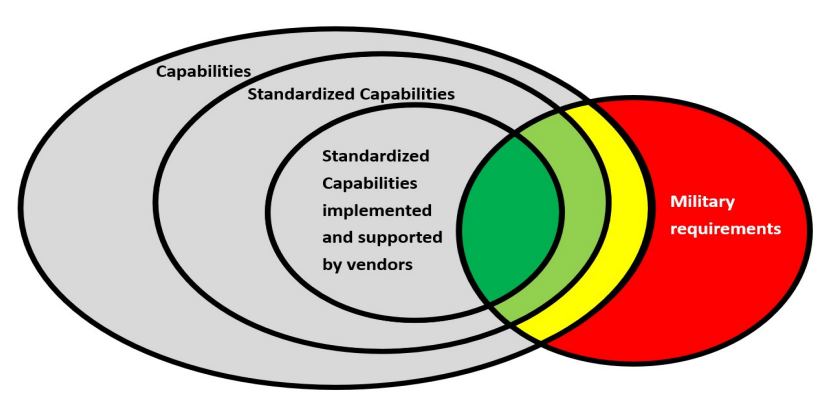 Capabilities
Standardized Capabilities
Standardized
Capabilities
implemented
and supported
by vendors
Military
requirements